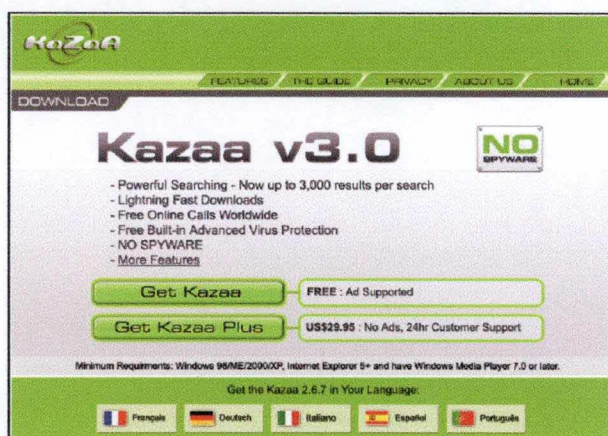 KaZaA
FEATURES THE GUIDE PRIVACY ABOUT US HOME
DOWNLOAD
Kazaa v3.0
NO
SPYWARE
- Powerful Searching - Now up to 3,000 results per search
- Lightning Fast Downloads
- Free Online Calls Worldwide
- Free Built-in Advanced Virus Protection
- NO SPYWARE
- More Features
Get Kazaa FREE : Ad Supported
Get Kazaa Plus US$29.95 : No Ads, 24hr Customer Support
Minimum Requirments: Windows 98/ME/2000/XP, Internet Explorer 5+ and have Windows Media Player 7.0 or later.
Get the Kazaa 2.6.7 in Your Language:
Français Deutsch Italiano Español Português